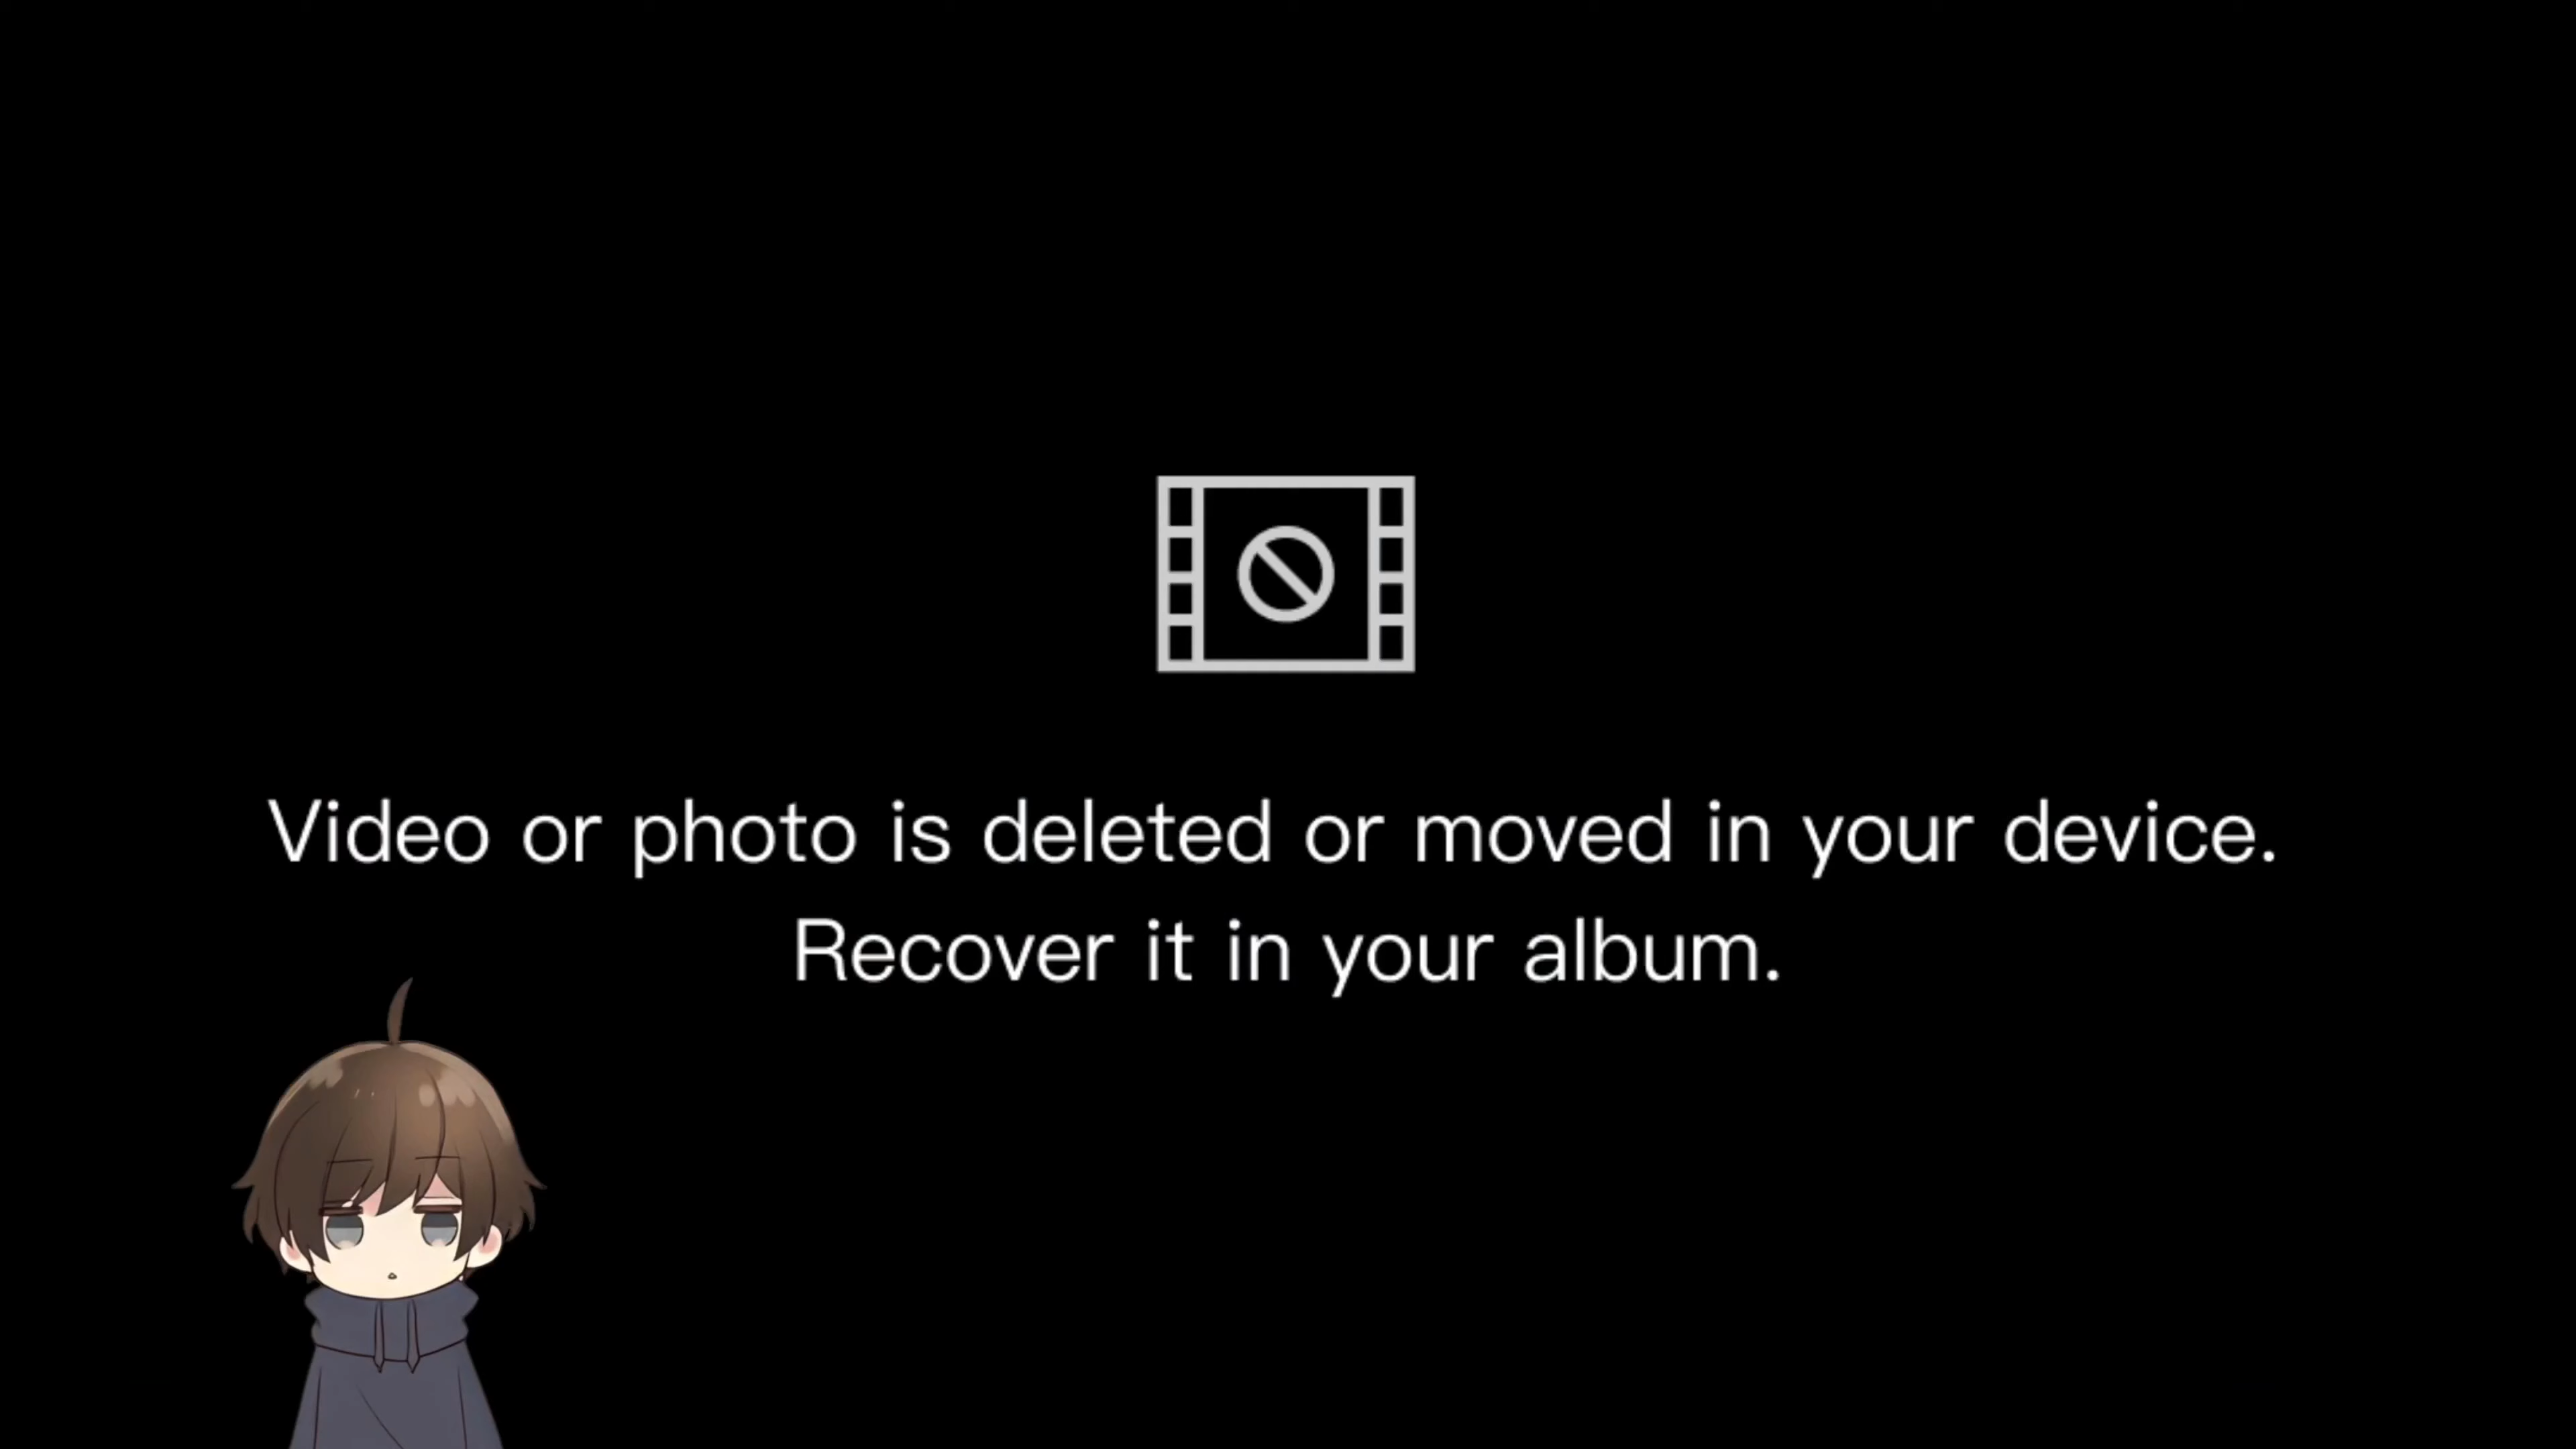 Video or photo is deleted or moved in your device.
Recover it in your album.